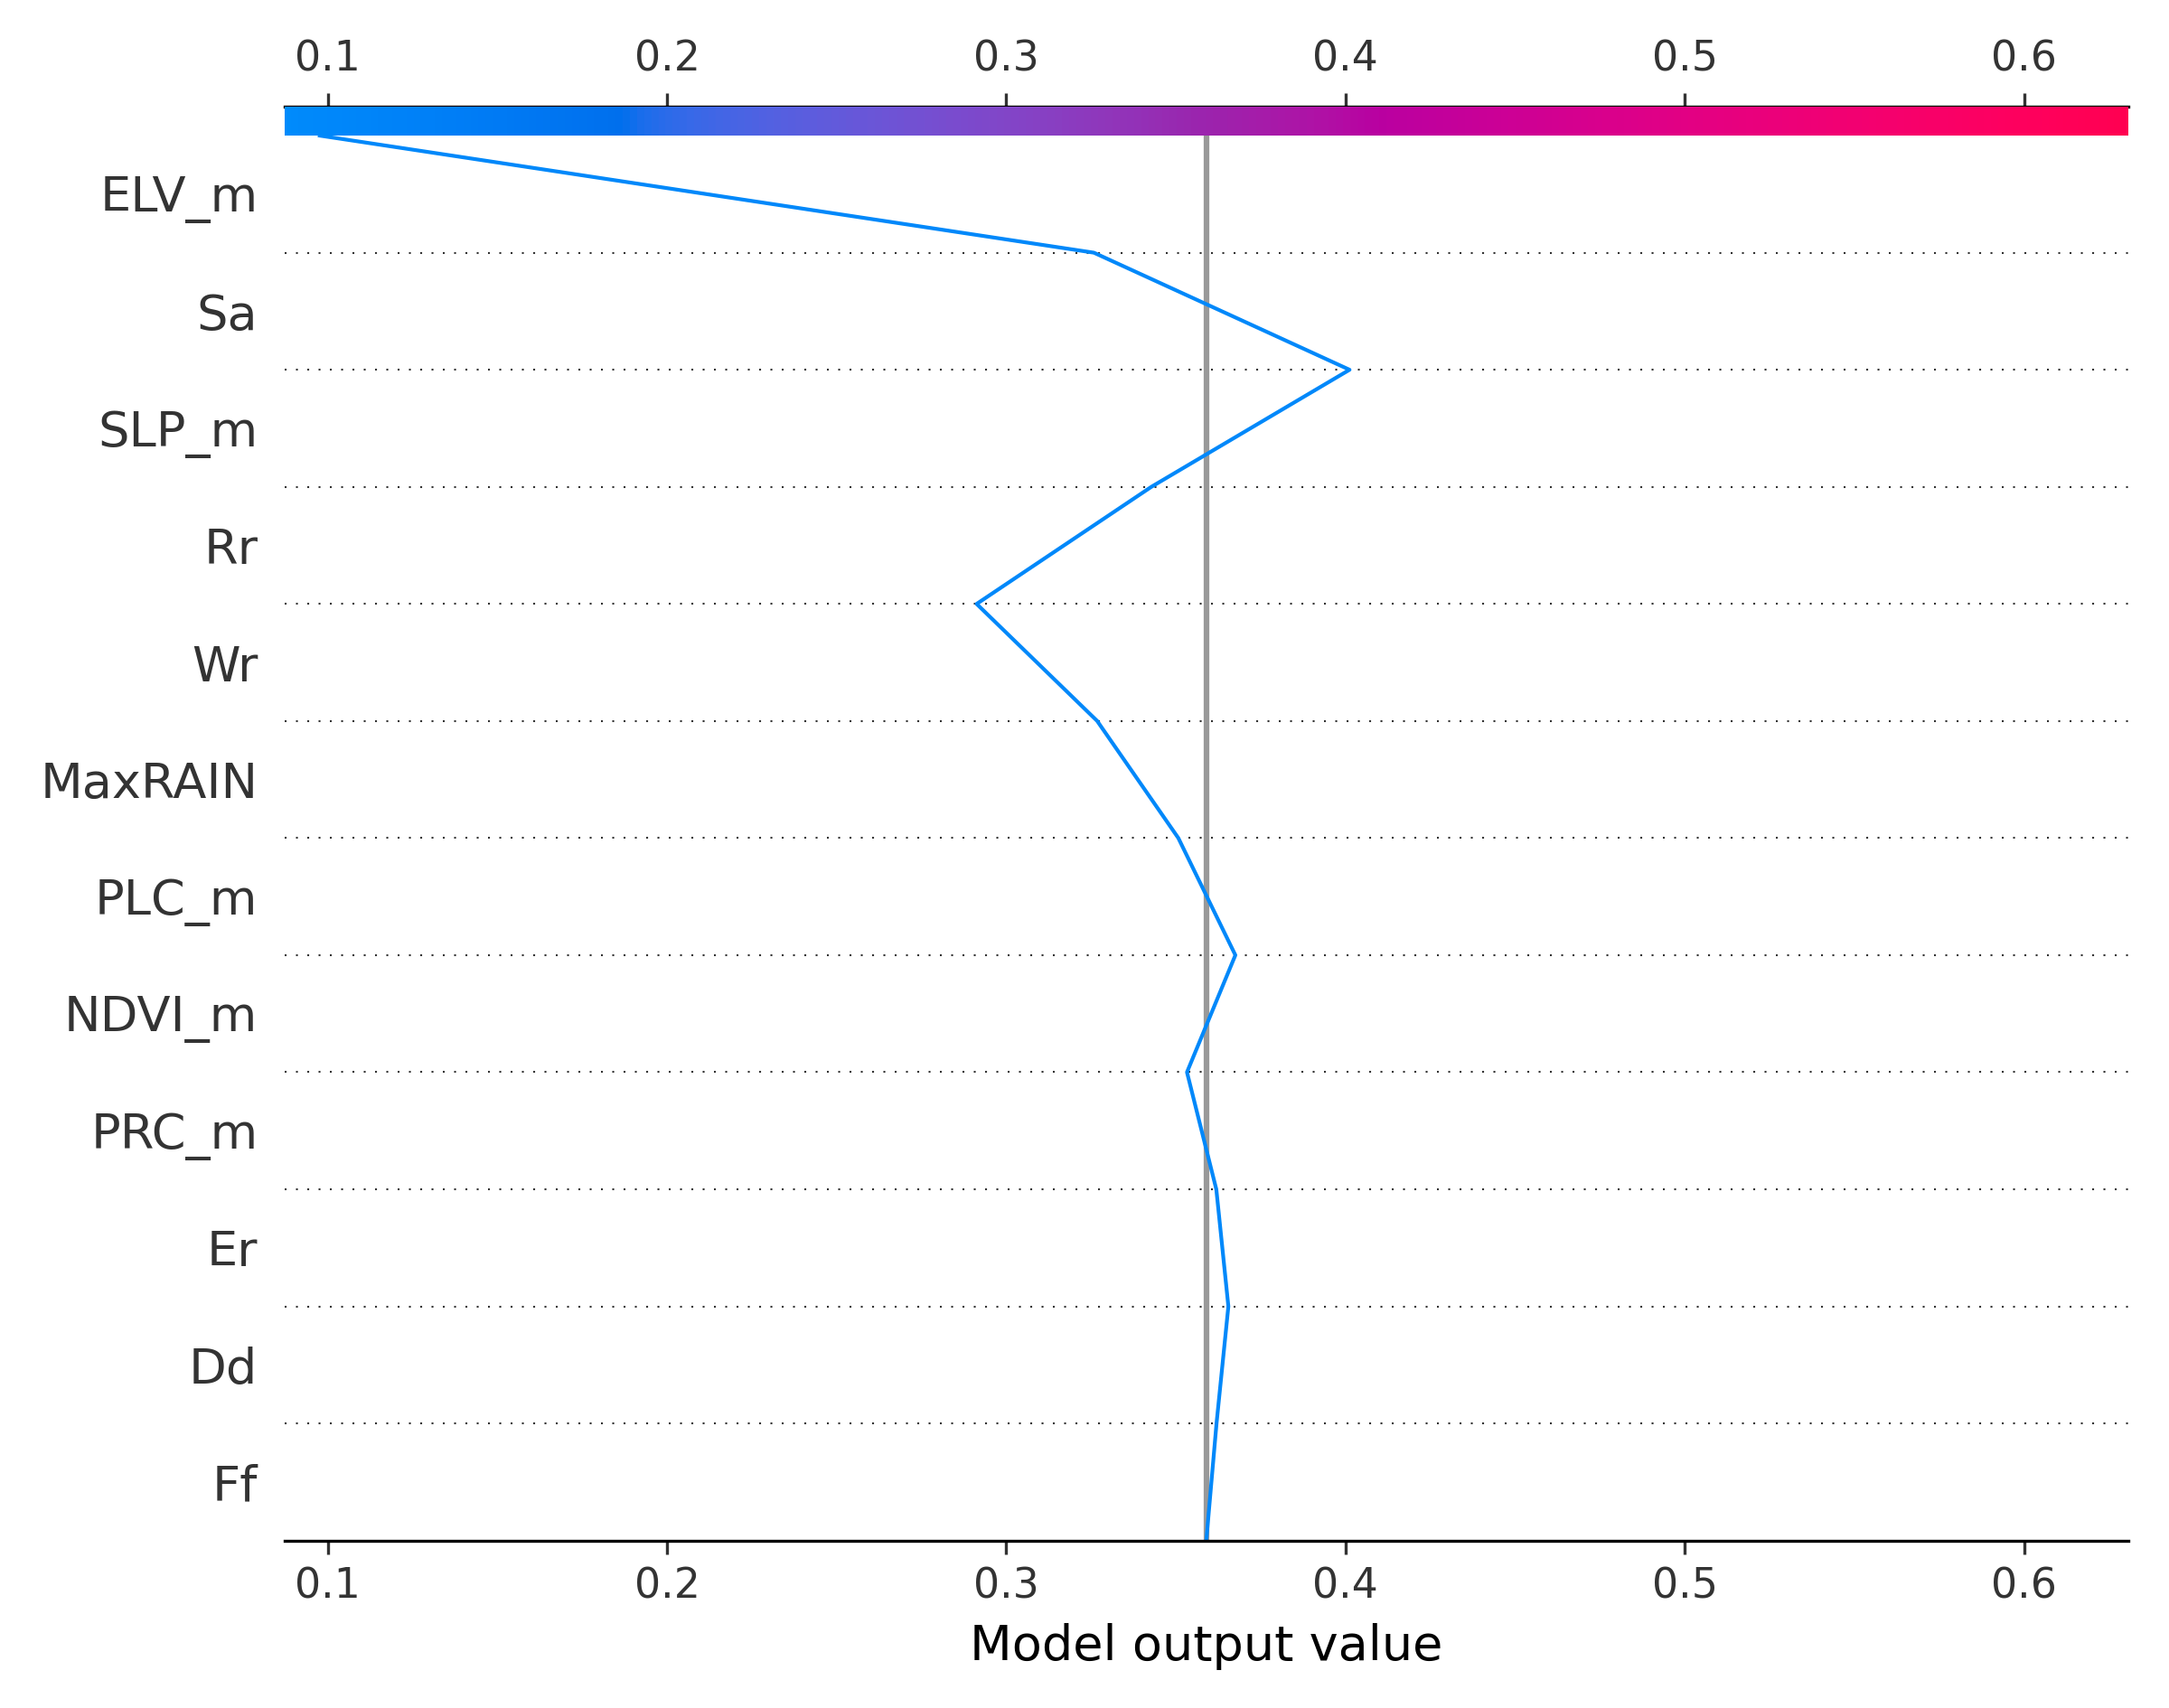 0.1 0.2 0.3 0.4 0.5 0.6
ELV_m
Sa
SLP_m
Rr
Wr
MaxRAIN
PLC_m
NDVI_m
PRC_m
Er
Dd
Ff
0.1 0.2 0.3 0.4 0.5 0.6
Model output value